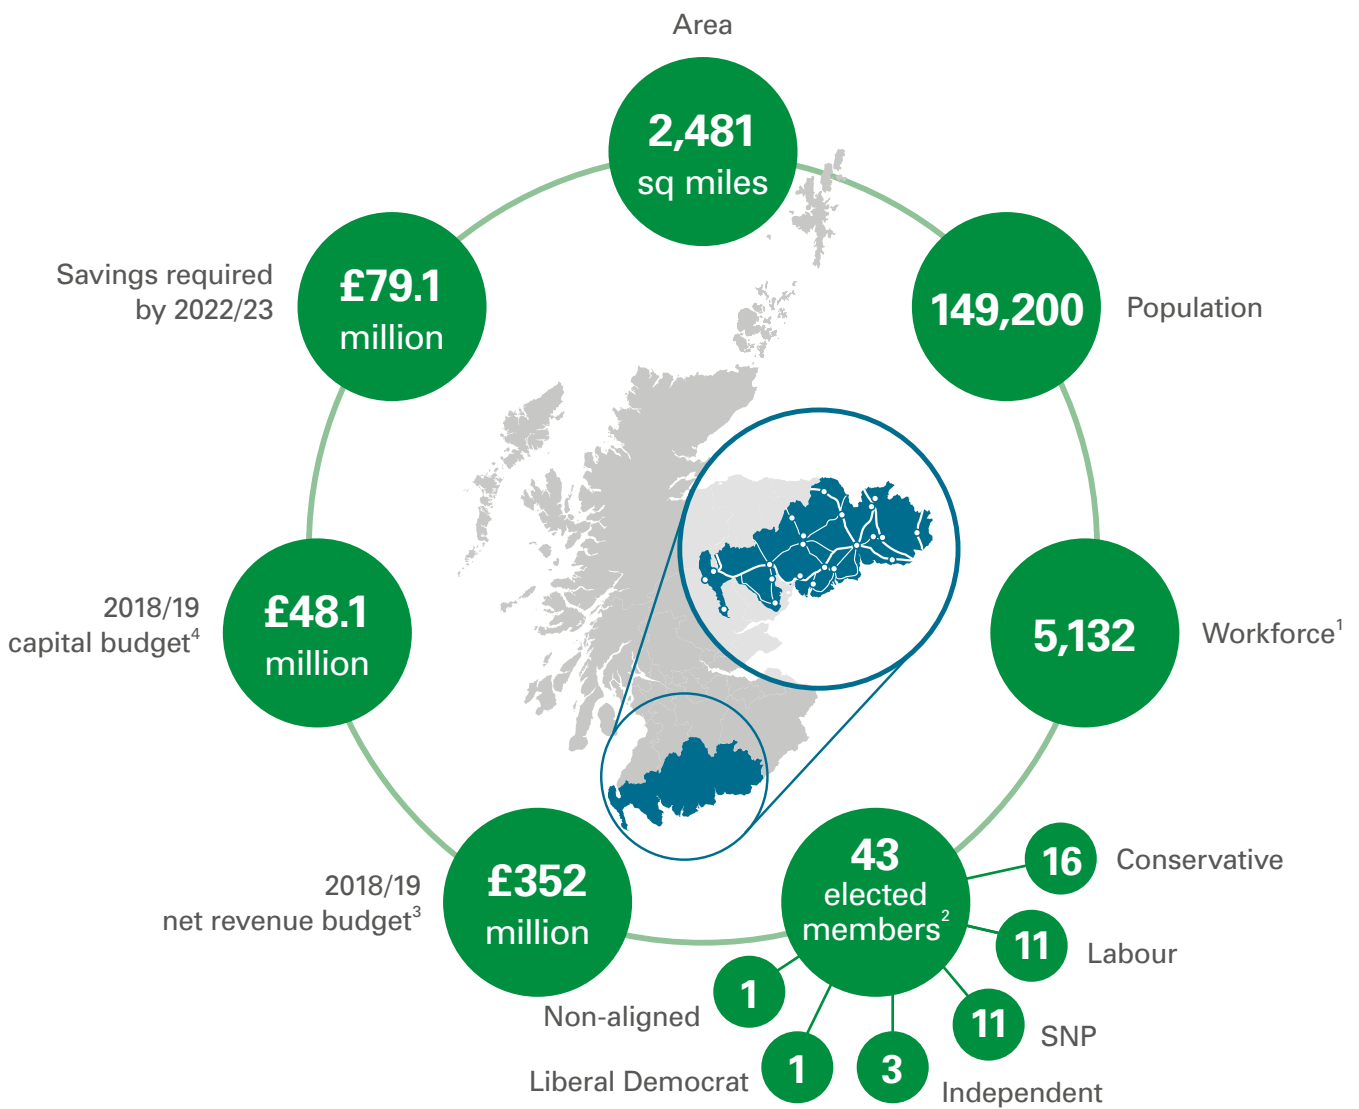 Area
2,481
sq miles
149,200
Population
5,132
Workforce1
43
elected
members2
16
Conservative
11
Labour
11
SNP
3
Independent
1
Liberal Democrat
1
Non-aligned
£352
million
2018/19
net revenue budget3
£48.1
million
2018/19
capital budget4
£79.1
million
Savings required
by 2022/23